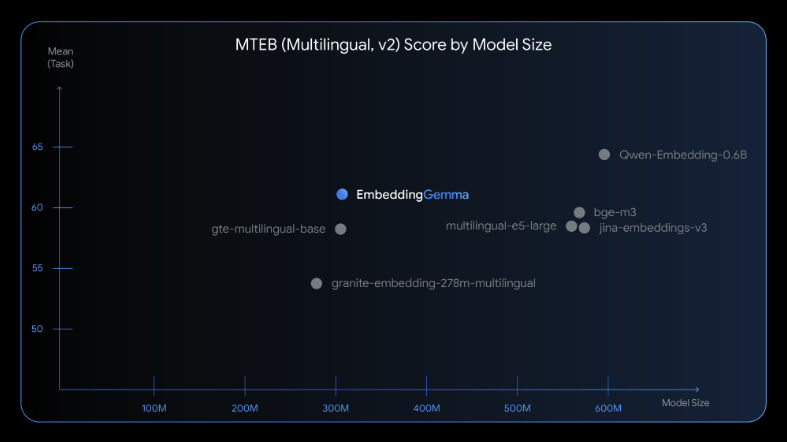 MTEB (Multilingual, v2) Score by Model Size
Mean
(Task)
65
Qwen-Embedding-0.6B
EmbeddingGemma
60
bge-m3
gte-multilingual-base
multilingual-e5-large
jina-embeddings-v3
55
granite-embedding-278m-multilingual
50
Model Size
100M
200M
300M
400M
500M
600M